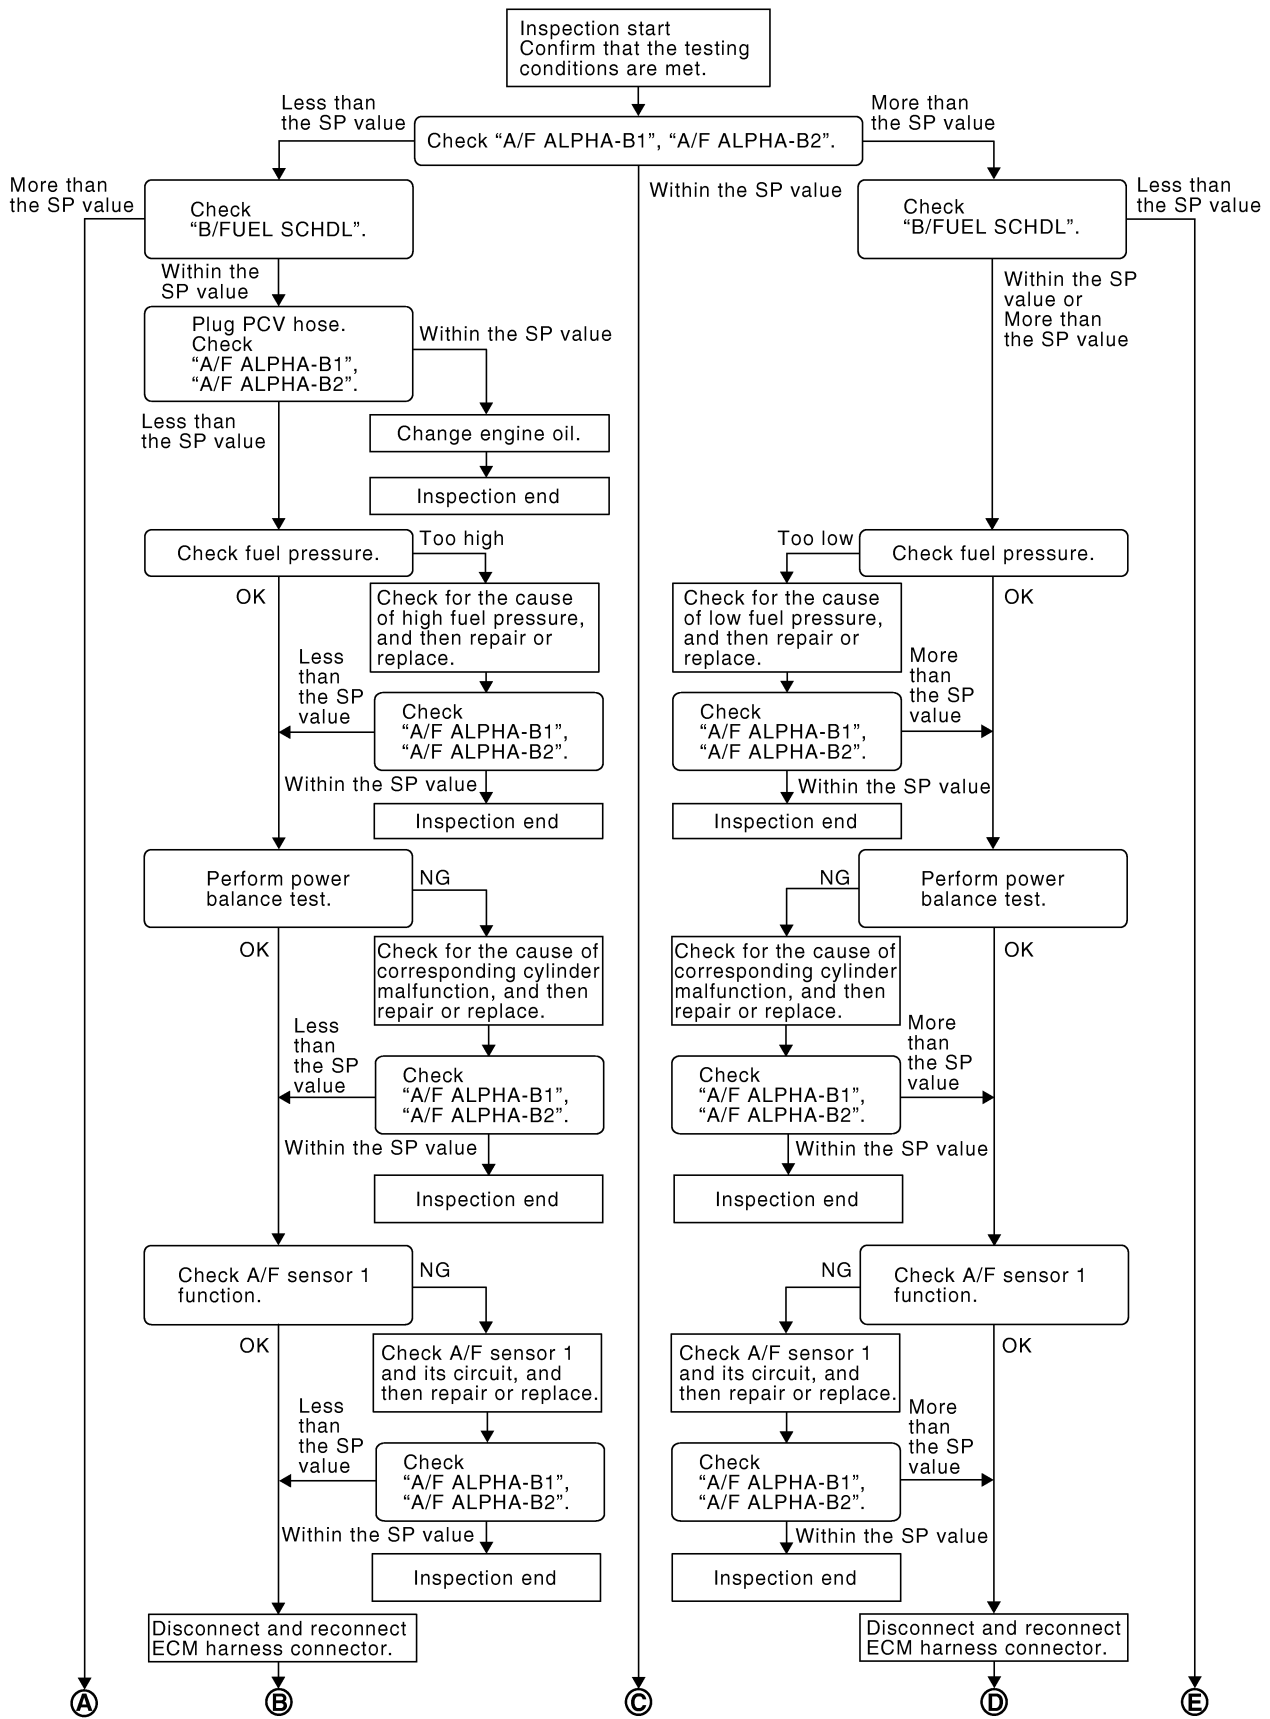 Inspection start
Confirm that the testing
conditions are met.
Less than
the SP value
More than
the SP value
Check “A/F ALPHA-B1”, “A/F ALPHA-B2”.
More than
the SP value
Within the SP value
Less than
the SP value
Check
“B/FUEL SCHDL”.
Check
“B/FUEL SCHDL”.
Within the
SP value
Within the SP
value or
More than
the SP value
Plug PCV hose.
Check
“A/F ALPHA-B1”,
“A/F ALPHA-B2”.
Within the SP value
Less than
the SP value
Change engine oil.
Inspection end
Check fuel pressure.
Too high
Too low
Check fuel pressure.
OK
Check for the cause
of high fuel pressure,
and then repair or
replace.
Check for the cause
of low fuel pressure,
and then repair or
replace.
OK
Less
than
the SP
value
Check
“A/F ALPHA-B1”,
“A/F ALPHA-B2”.
Check
“A/F ALPHA-B1”,
“A/F ALPHA-B2”.
More
than
the SP
value
Within the SP value
Within the SP value
Inspection end
Inspection end
Perform power
balance test.
NG
NG
Perform power
balance test.
OK
Check for the cause of
corresponding cylinder
malfunction, and then
repair or replace.
Check for the cause of
corresponding cylinder
malfunction, and then
repair or replace.
OK
Less
than
the SP
value
Check
“A/F ALPHA-B1”,
“A/F ALPHA-B2”.
Check
“A/F ALPHA-B1”,
“A/F ALPHA-B2”.
More
than
the SP
value
Within the SP value
Within the SP value
Inspection end
Inspection end
Check A/F sensor 1
function.
NG
NG
Check A/F sensor 1
function.
OK
Check A/F sensor 1
and its circuit, and
then repair or replace.
Check A/F sensor 1
and its circuit, and
then repair or replace.
OK
Less
than
the SP
value
Check
“A/F ALPHA-B1”,
“A/F ALPHA-B2”.
Check
“A/F ALPHA-B1”,
“A/F ALPHA-B2”.
More
than
the SP
value
Within the SP value
Within the SP value
Inspection end
Inspection end
Disconnect and reconnect
ECM harness connector.
Disconnect and reconnect
ECM harness connector.
A
B
C
D
E